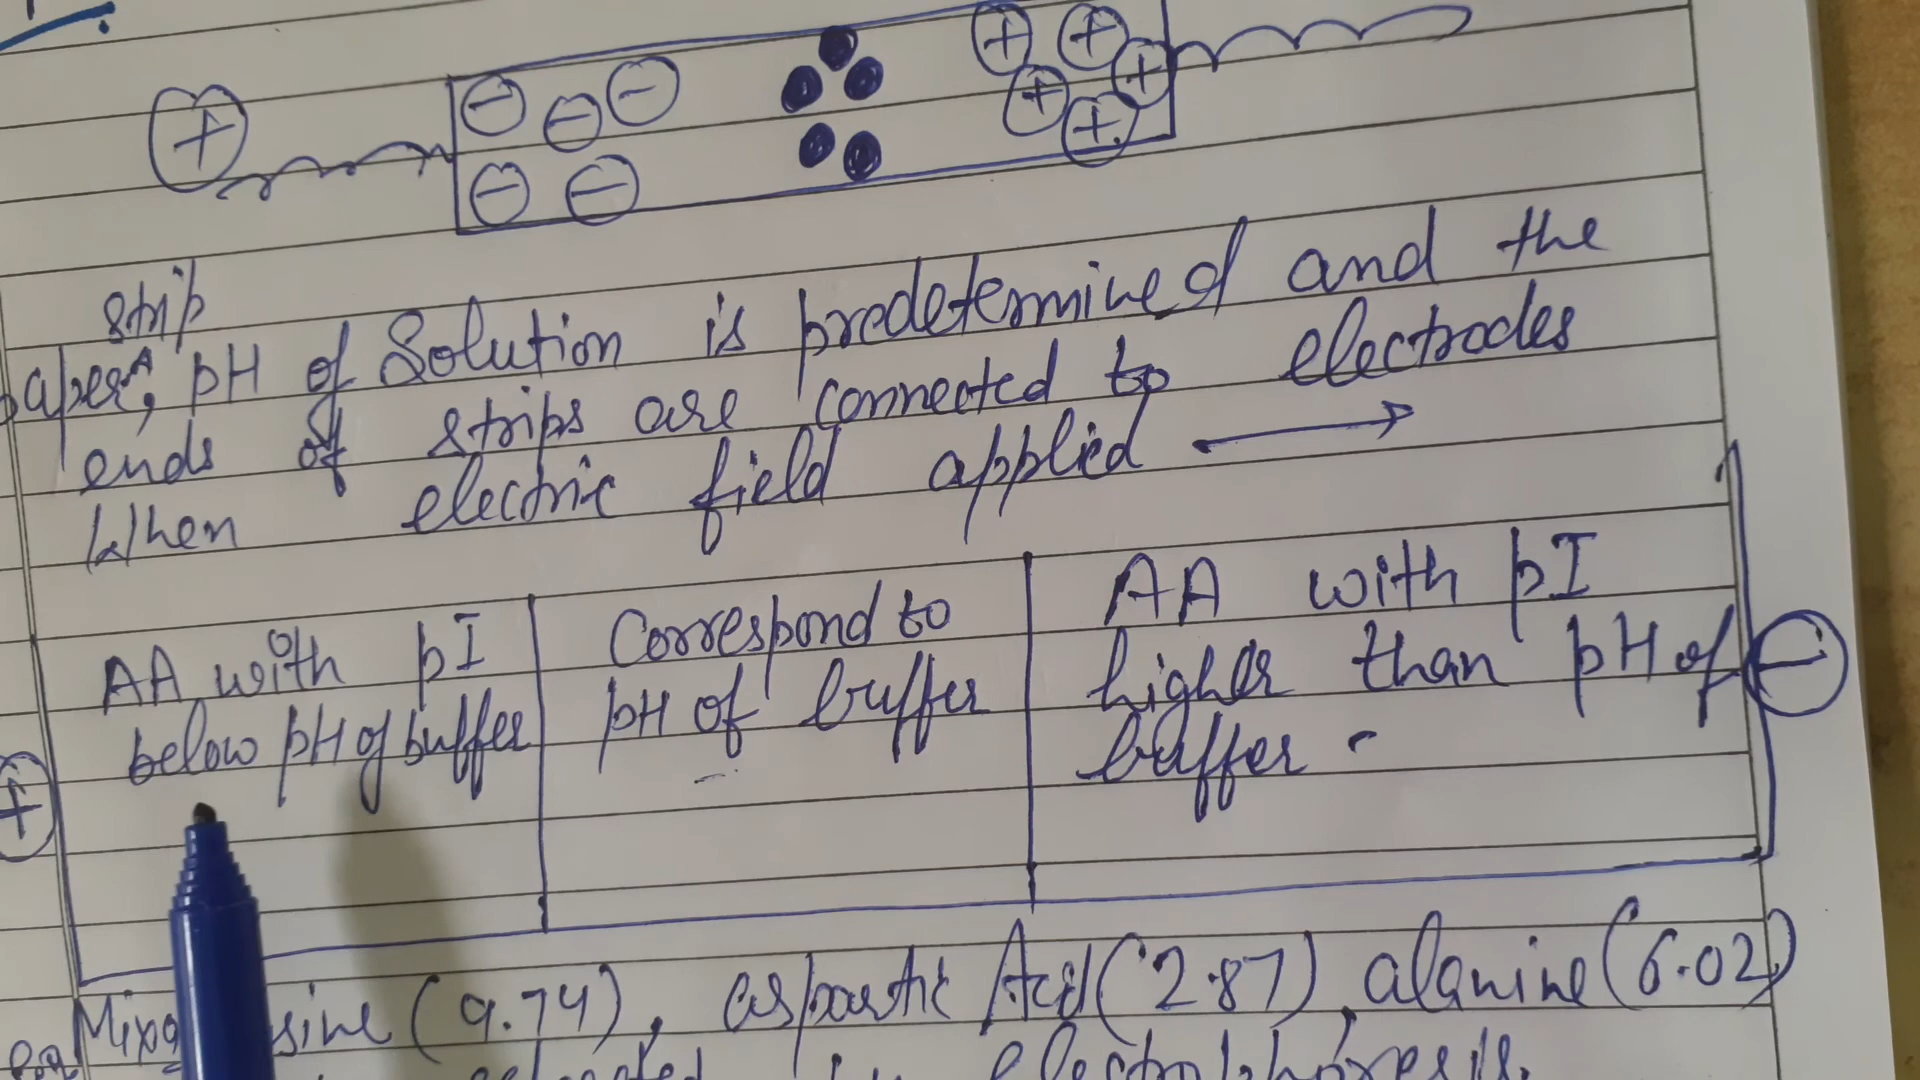 strip
paper, pH of Solution is predetermined and the
ends of strips are connected to electrodes
When electric field applied →
AA with pI
below pH of buffer
Correspond to
pH of buffer
AA with pI
higher than pH of
buffer
+
-
(9.74), aspartic Acid (2.87), alanine (6.02)
in electrophoresis.